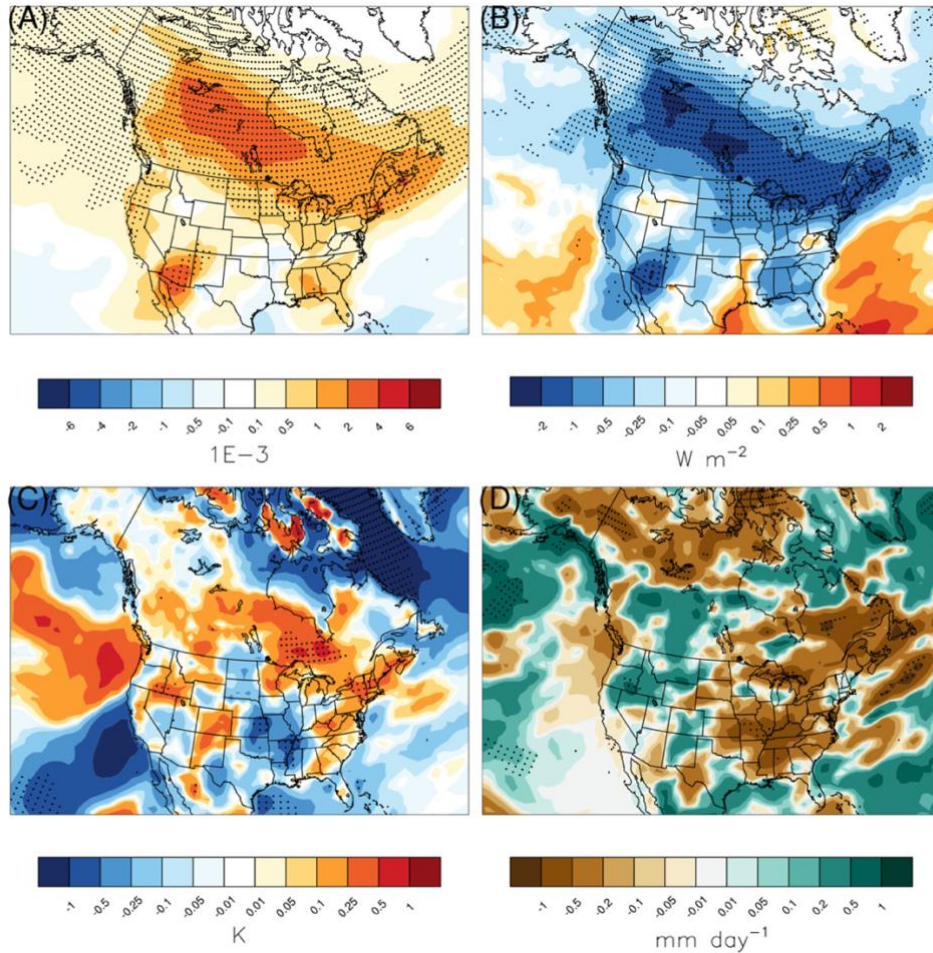 (A)
(B)
-6 -4 -2 -1 -0.5 -0.1 0.1 0.5 1 2 4 6
1E-3
-2 -1 -0.5 -0.25 -0.1 -0.05 0.05 0.1 0.25 0.5 1 2
W m⁻²
(C)
(D)
-1 -0.5 -0.25 -0.1 -0.05 -0.01 0.01 0.05 0.1 0.25 0.5 1
K
-1 -0.5 -0.2 -0.1 -0.05 -0.01 0.01 0.05 0.1 0.2 0.5 1
mm day⁻¹